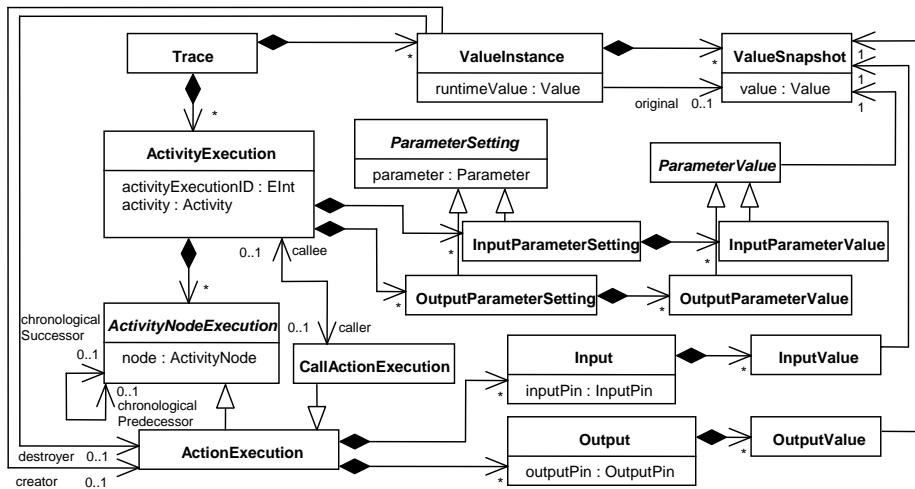 Trace
*
ValueInstance
runtimeValue : Value
*
ValueSnapshot
value : Value
1
1
1
original 0..1
*
ActivityExecution
activityExecutionID : EInt
activity : Activity
ParameterSetting
parameter : Parameter
ParameterValue
0..1 callee
*
InputParameterSetting
*
InputParameterValue
*
OutputParameterSetting
*
OutputParameterValue
*
chronological
Successor
0..1
ActivityNodeExecution
node : ActivityNode
0..1 caller
CallActionExecution
0..1
chronological
Predecessor
Input
inputPin : InputPin
*
InputValue
*
destroyer 0..1
creator 0..1
ActionExecution
Output
outputPin : OutputPin
*
OutputValue
*